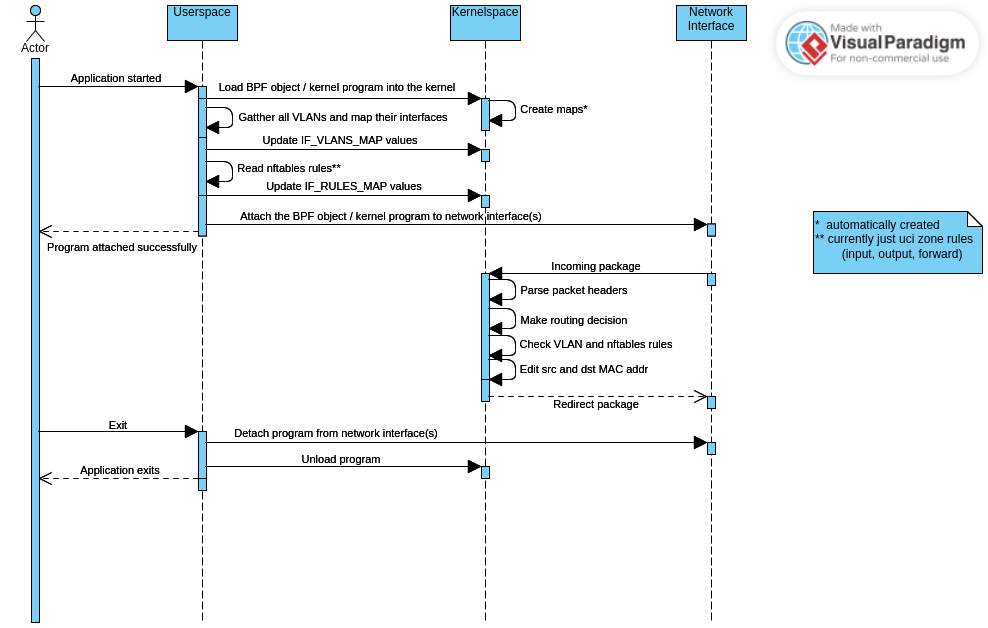 Userspace
Kernelspace
Network
Interface
Made with
VisualParadigm
For non-commercial use
Actor
Application started
Load BPF object / kernel program into the kernel
Create maps*
Gatther all VLANs and map their interfaces
Update IF_VLANS_MAP values
Read nftables rules**
Update IF_RULES_MAP values
Attach the BPF object / kernel program to network interface(s)
Program attached successfully
* automatically created
** currently just uci zone rules
(input, output, forward)
Incoming package
Parse packet headers
Make routing decision
Check VLAN and nftables rules
Edit src and dst MAC addr
Redirect package
Exit
Detach program from network interface(s)
Unload program
Application exits